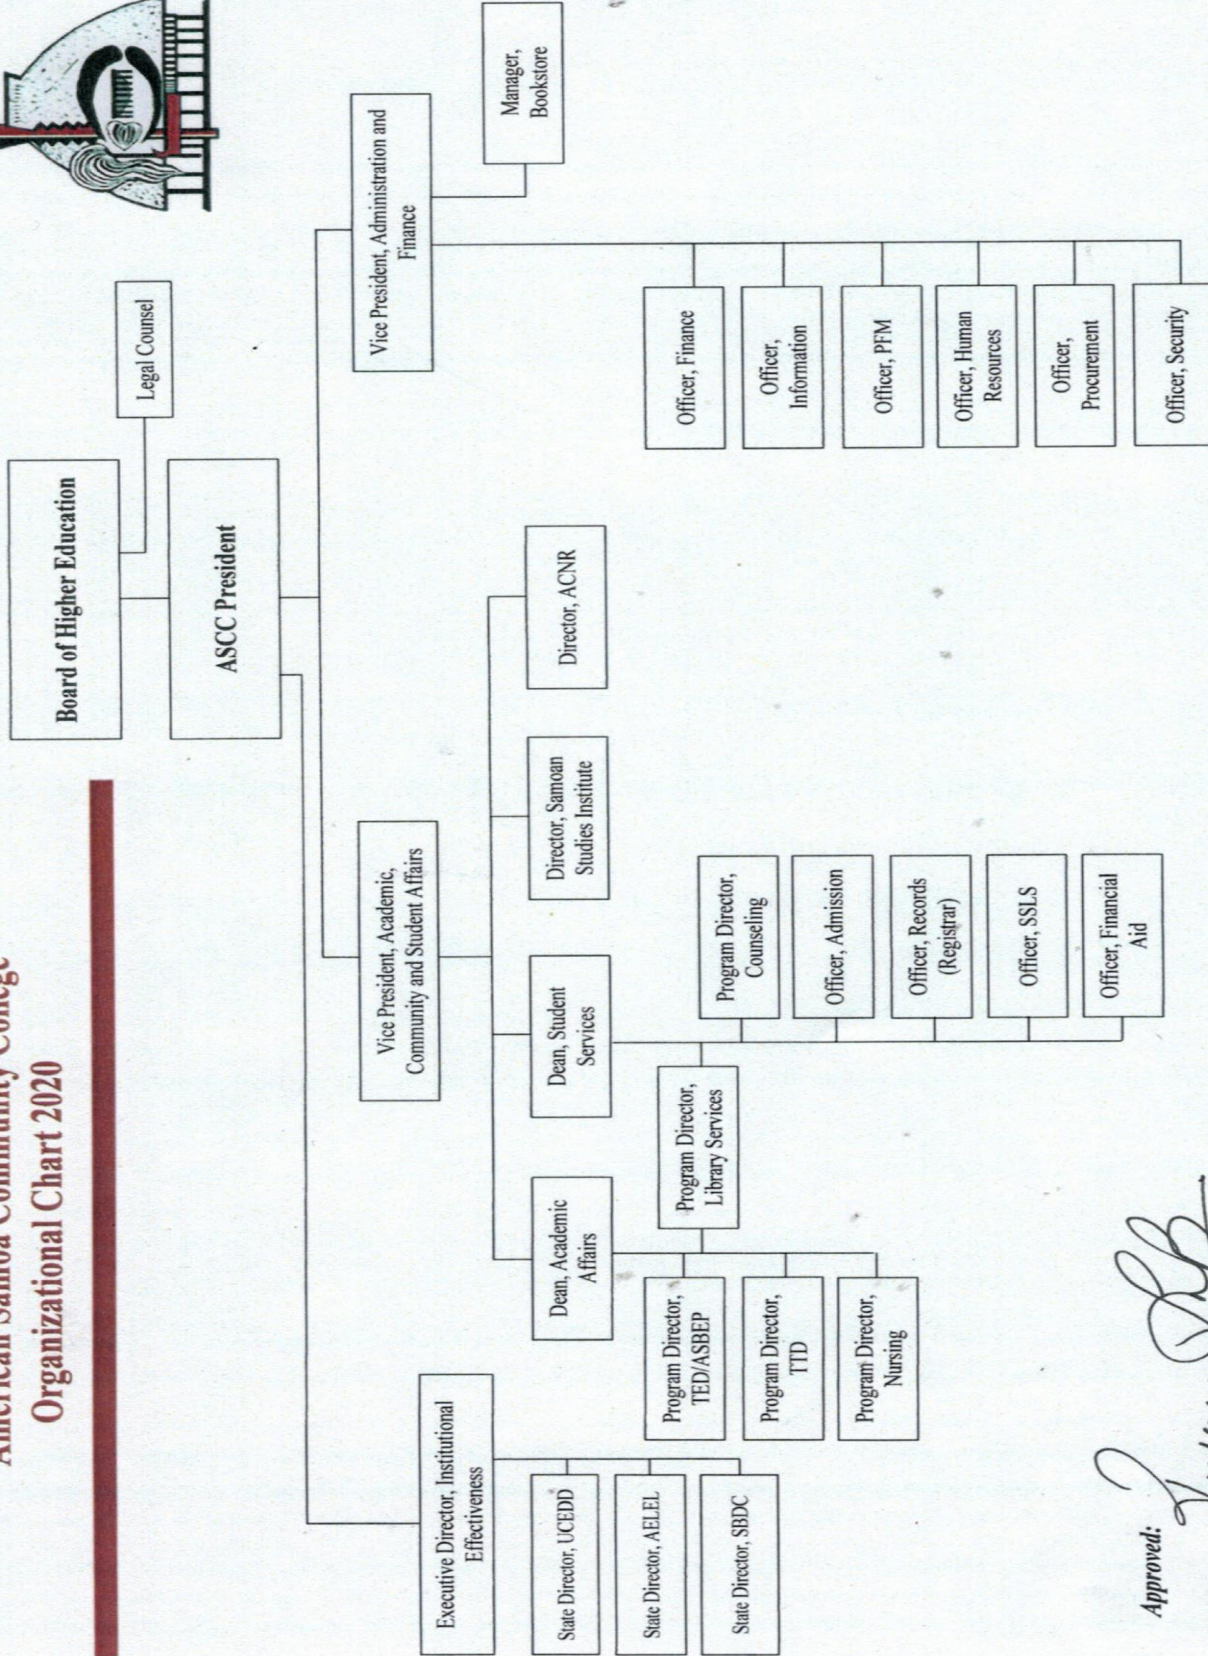 American Samoa Community College
Organizational Chart 2020
Board of Higher Education
Legal Counsel
ASCC President
Executive Director, Institutional
Effectiveness
State Director, UCEDD
State Director, AELEL
State Director, SBDC
Vice President, Academic,
Community and Student Affairs
Dean, Academic
Affairs
Program Director,
TED/ASBEP
Program Director,
TTD
Program Director,
Nursing
Program Director,
Library Services
Dean, Student
Services
Program Director,
Counseling
Officer, Admission
Officer, Records
(Registrar)
Officer, SSLS
Officer, Financial
Aid
Director, Samoan
Studies Institute
Director, ACNR
Vice President, Administration and
Finance
Manager,
Bookstore
Officer, Finance
Officer,
Information
Officer, PFM
Officer, Human
Resources
Officer,
Procurement
Officer, Security
Approved: